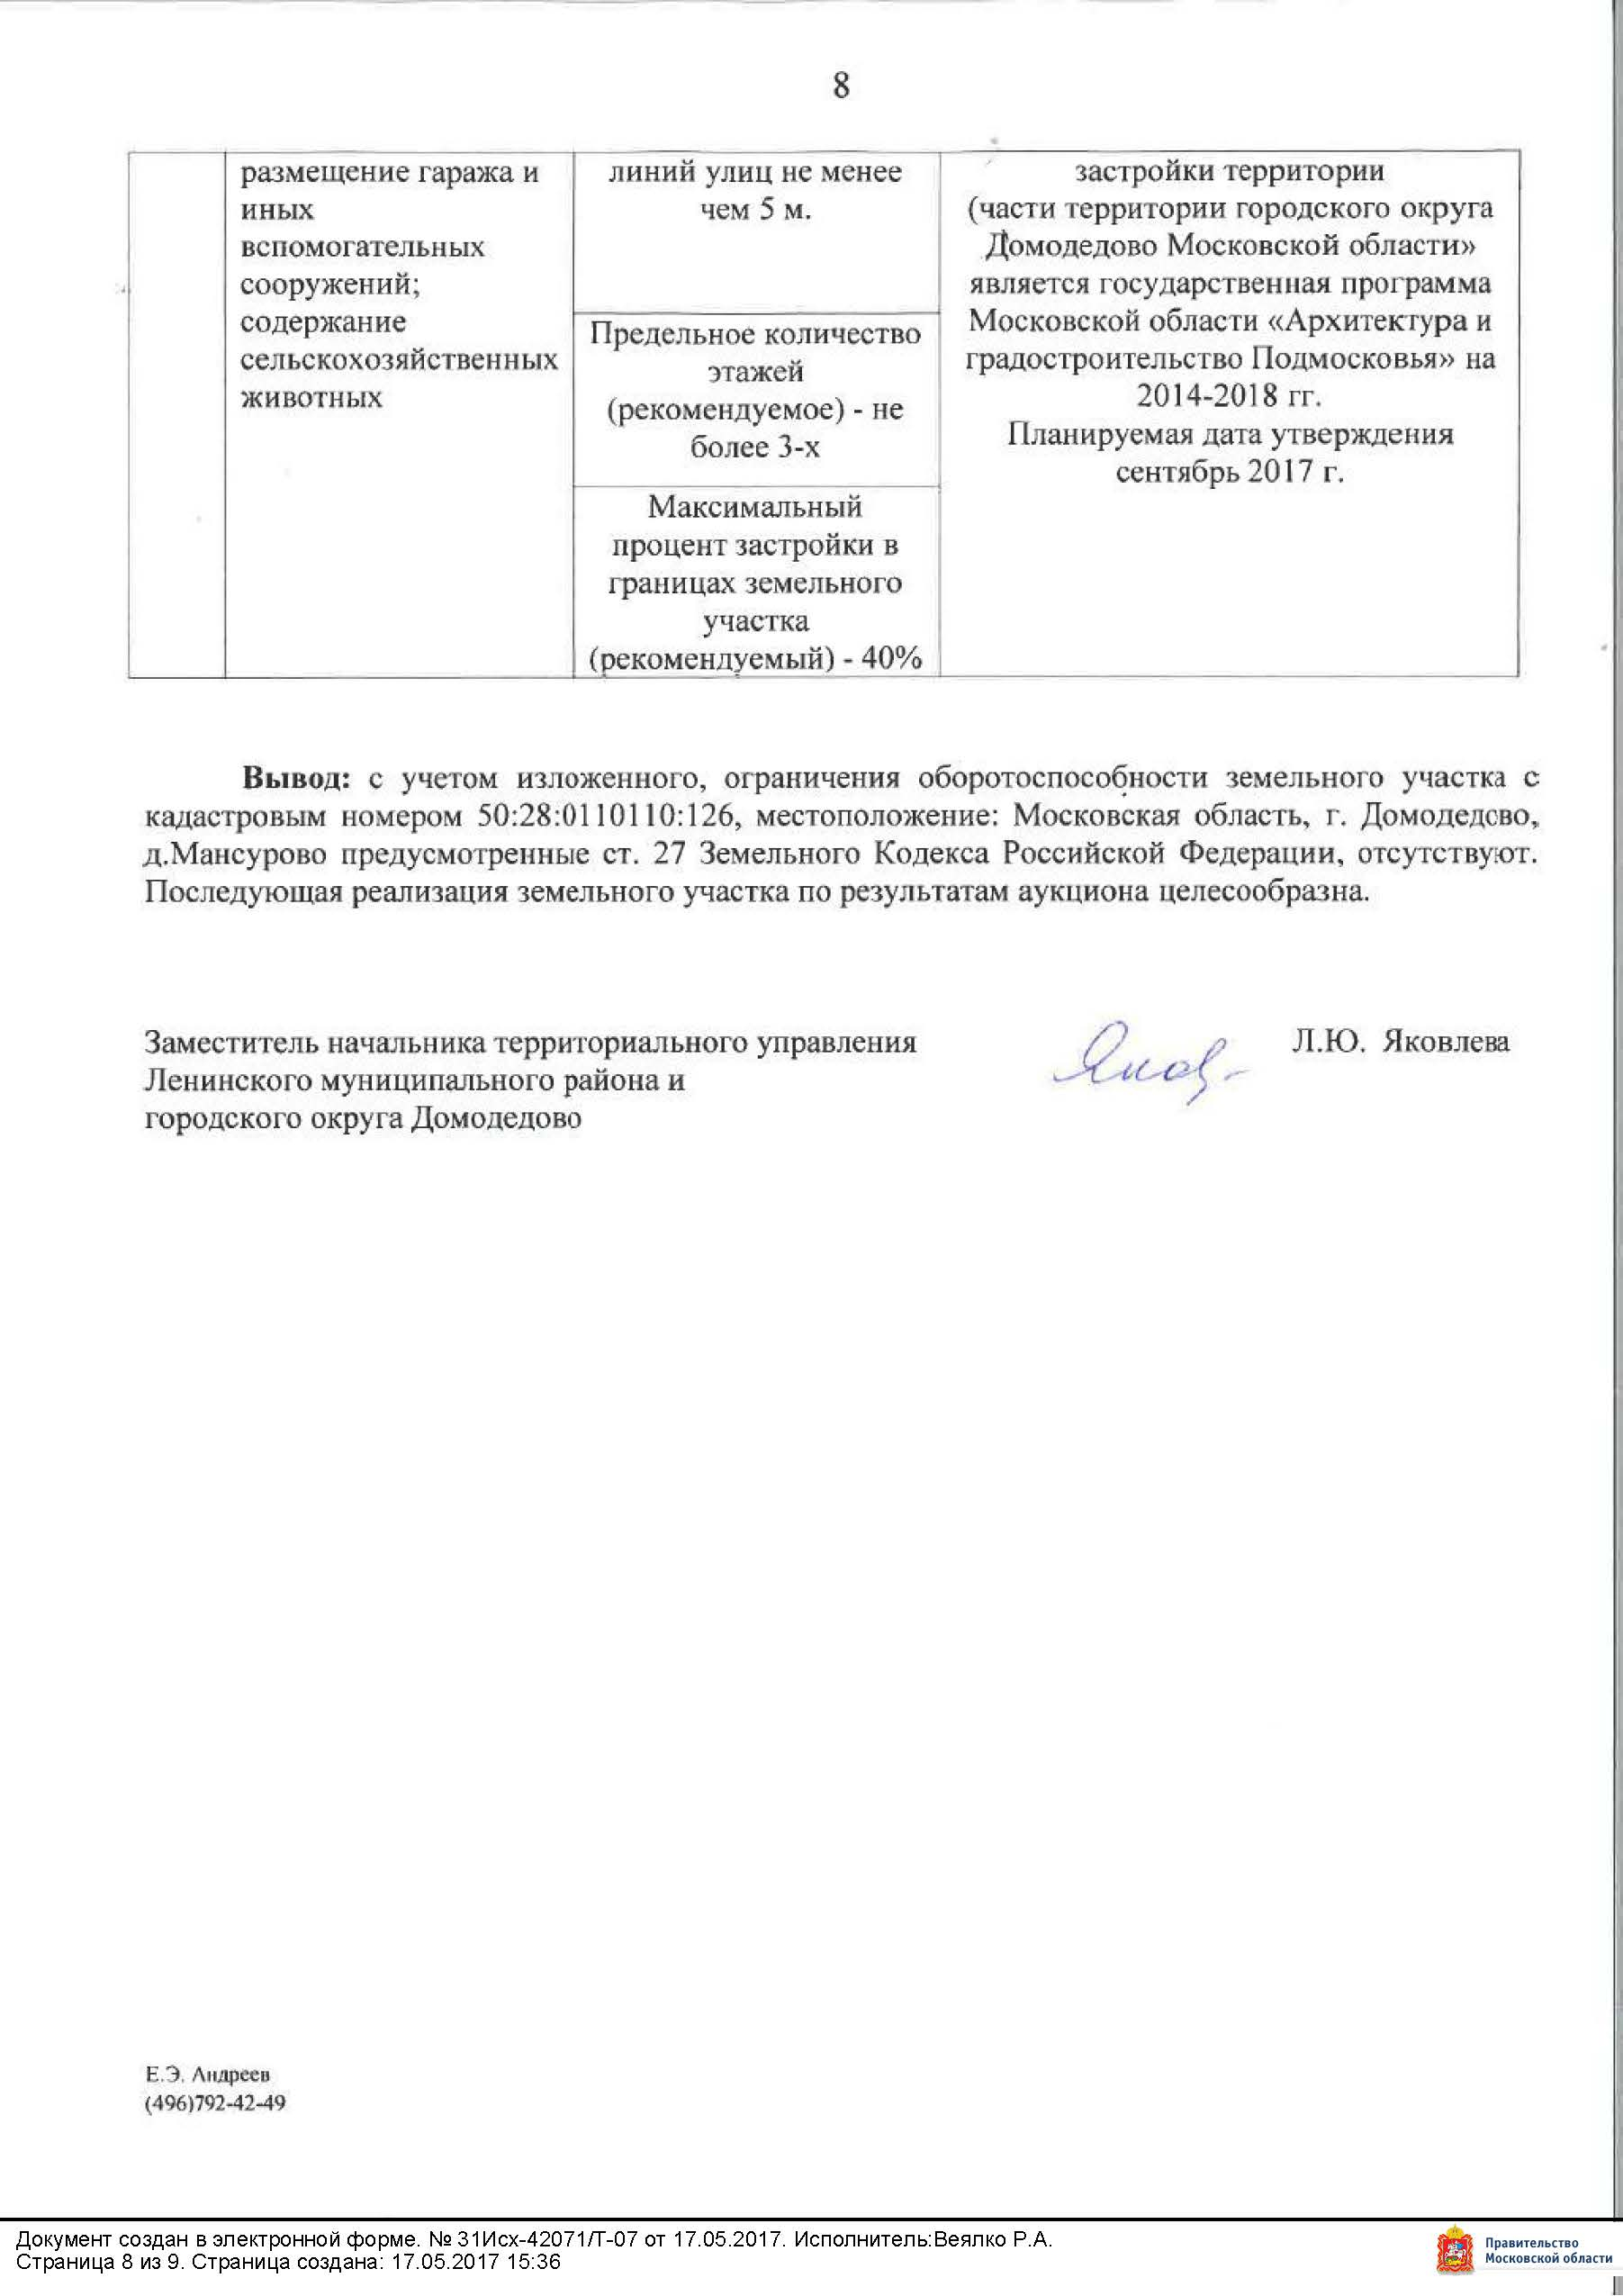 8
размещение гаража и
иных
вспомогательных
сооружений;
содержание
сельскохозяйственных
животных
линий улиц не менее
чем 5 м.
Предельное количество
этажей
(рекомендуемое) - не
более 3-х
Максимальный
процент застройки в
границах земельного
участка
(рекомендуемый) - 40%
застройки территории
(части территории городского округа
Домодедово Московской области»
является государственная программа
Московской области «Архитектура и
градостроительство Подмосковья» на
2014-2018 гг.
Планируемая дата утверждения
сентябрь 2017 г.
Вывод: с учетом изложенного, ограничения оборотоспособности земельного участка с
кадастровым номером 50:28:0110110:126, местоположение: Московская область, г. Домодедово,
д.Мансурово предусмотренные ст. 27 Земельного Кодекса Российской Федерации, отсутствуют.
Последующая реализация земельного участка по результатам аукциона целесообразна.
Заместитель начальника территориального управления
Ленинского муниципального района и
городского округа Домодедово
Л.Ю. Яковлева
Е.Э. Андреев
(496)792-42-49
Документ создан в электронной форме. № 31Исх-42071/Т-07 от 17.05.2017. Исполнитель:Веялко Р.А.
Страница 8 из 9. Страница создана: 17.05.2017 15:36
Правительство
Московской области